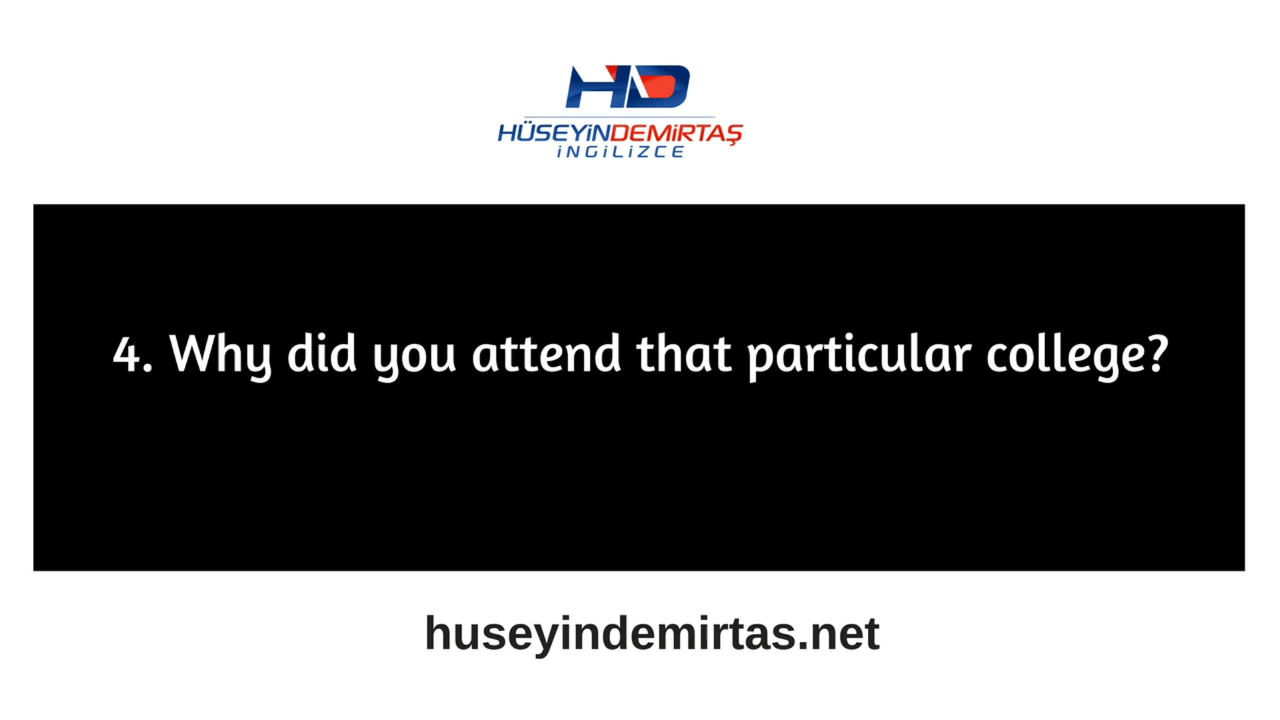 HD
HÜSEYİNDEMİRTAŞ
İNGİLİZCE
4. Why did you attend that particular college?
huseyindemirtas.net